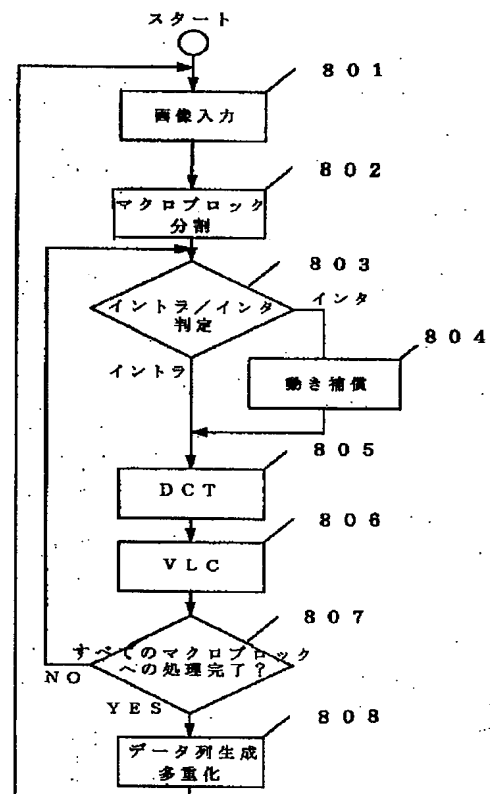 スタート
801
画像入力
802
マクロブロック
分割
803
イントラ/インタ
判定
インタ
イントラ
804
動き補償
805
DCT
806
VLC
807
すべてのマクロブロック
への処理完了?
NO
YES
808
データ列生成
多重化